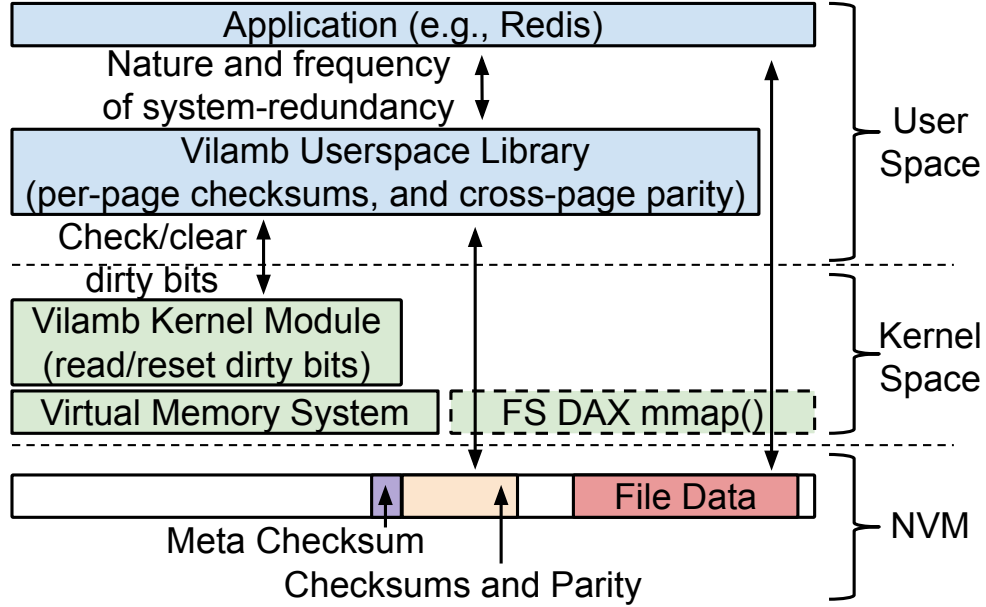 Application (e.g., Redis)
Nature and frequency
of system-redundancy
User
Space
Vilamb Userspace Library
(per-page checksums, and cross-page parity)
Check/clear
dirty bits
Vilamb Kernel Module
(read/reset dirty bits)
Kernel
Space
Virtual Memory System
FS DAX mmap()
File Data
NVM
Meta Checksum
Checksums and Parity